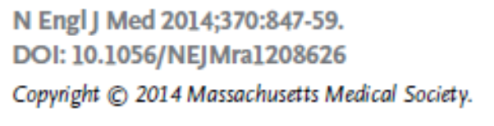 N Engl J Med 2014;370:847-59.
DOI: 10.1056/NEJMra1208626
Copyright © 2014 Massachusetts Medical Society.